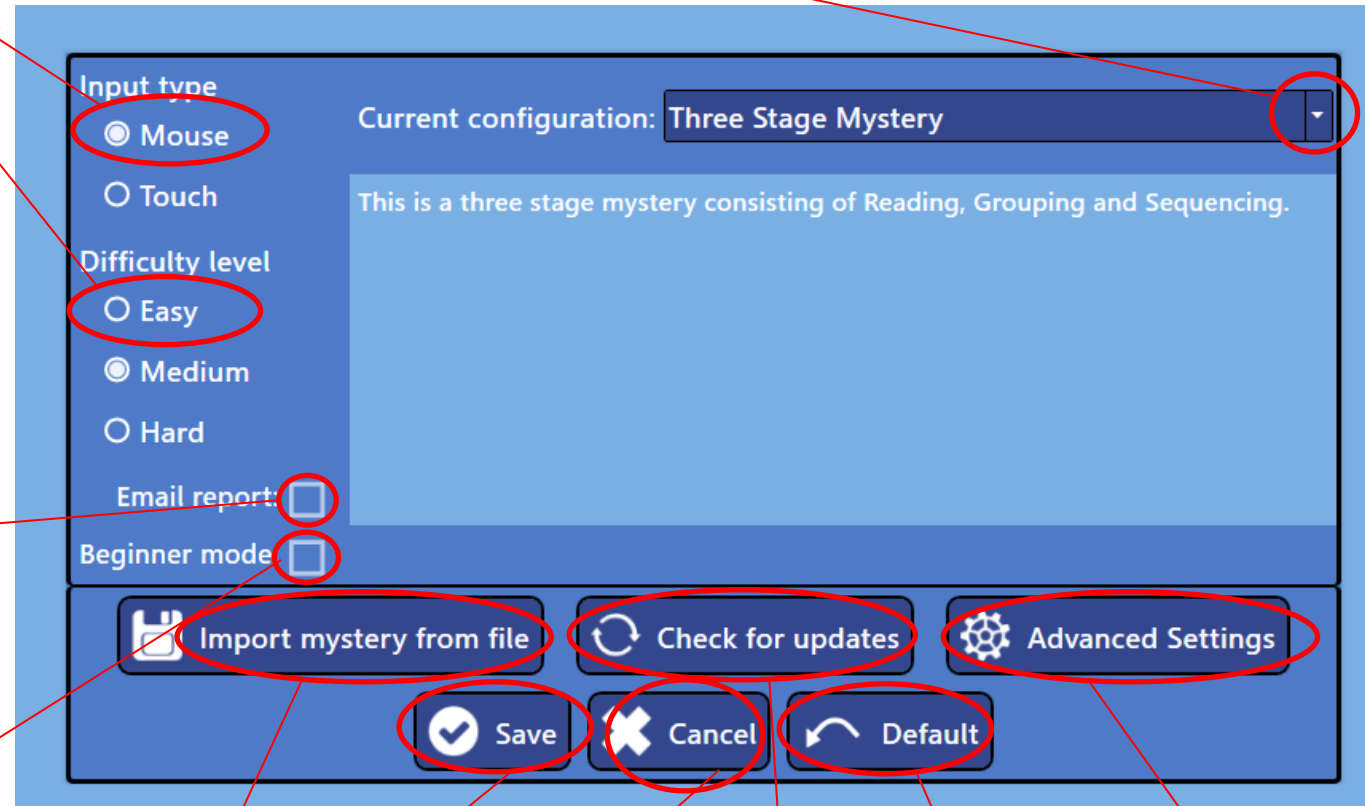 Input type
Mouse
Touch
Difficulty level
Easy
Medium
Hard
Email report:
Beginner mode
Current configuration: Three Stage Mystery
This is a three stage mystery consisting of Reading, Grouping and Sequencing.
Import mystery from file
Check for updates
Advanced Settings
Save
Cancel
Default